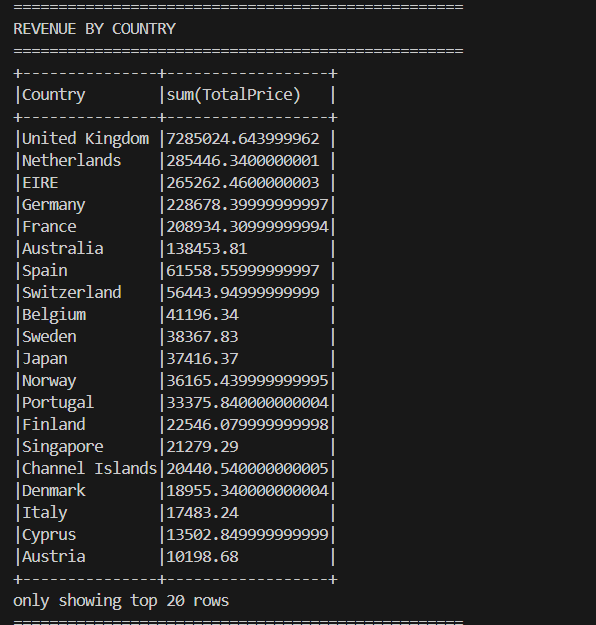 ==================================================
REVENUE BY COUNTRY
==================================================
+---------------+------------------+
|Country        |sum(TotalPrice)   |
+---------------+------------------+
|United Kingdom |7285024.643999962 |
|Netherlands    |285446.3400000001 |
|EIRE           |265262.4600000003 |
|Germany        |228678.39999999997|
|France         |208934.30999999994|
|Australia      |138453.81         |
|Spain          |61558.55999999997 |
|Switzerland    |56443.94999999999 |
|Belgium        |41196.34          |
|Sweden         |38367.83          |
|Japan          |37416.37          |
|Norway         |36165.439999999995|
|Portugal       |33375.840000000004|
|Finland        |22546.079999999998|
|Singapore      |21279.29          |
|Channel Islands|20440.540000000005|
|Denmark        |18955.340000000004|
|Italy          |17483.24          |
|Cyprus         |13502.849999999999|
|Austria        |10198.68          |
+---------------+------------------+
only showing top 20 rows
==================================================